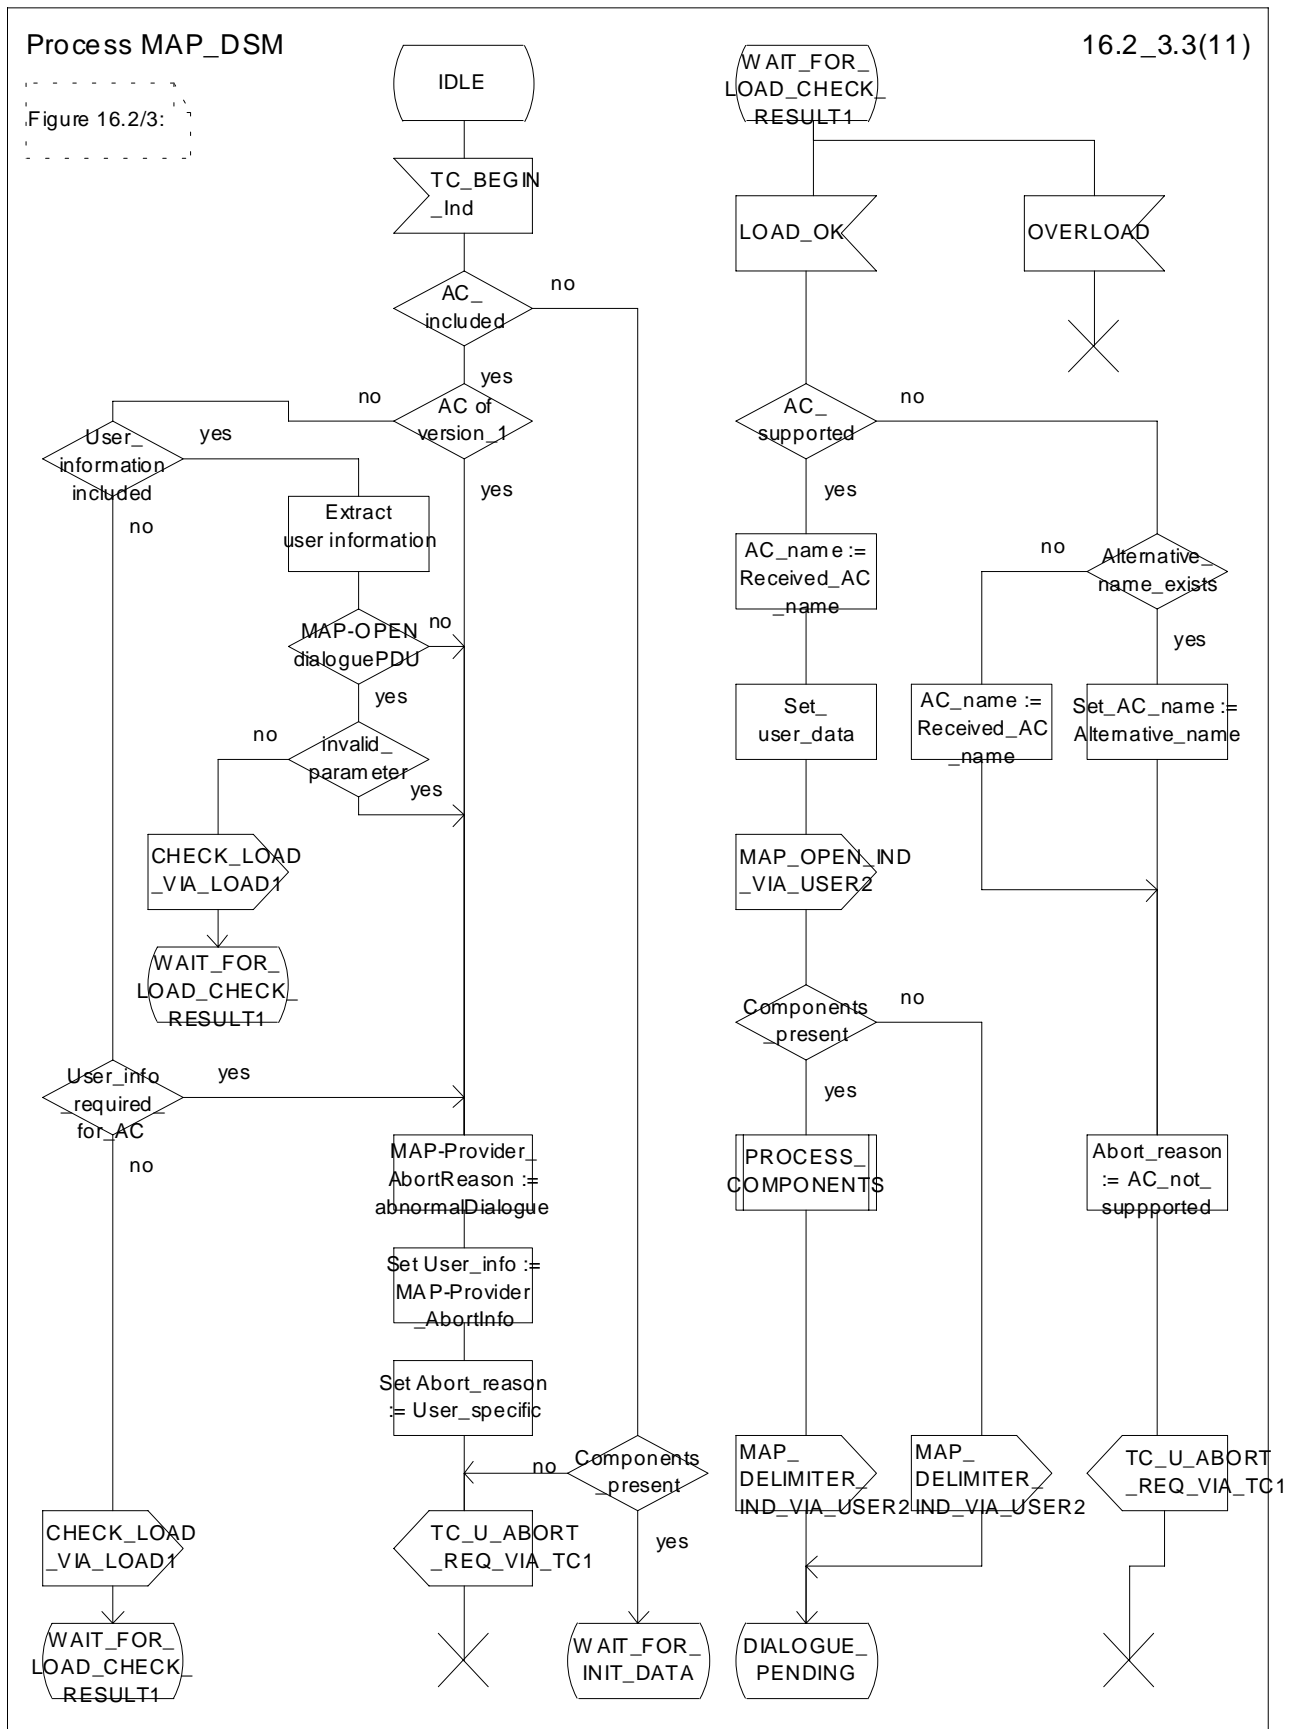 Process MAP_DSM
16.2_3.3(11)
Figure 16.2/3:
IDLE
TC_BEGIN
_Ind
AC_
included
no
yes
AC of
version_1
no
yes
User_
information
included
yes
no
Extract
user information
MAP-OPEN
dialoguePDU
no
yes
invalid_
parameter
no
yes
CHECK_LOAD
_VIA_LOAD1
WAIT_FOR_
LOAD_CHECK_
RESULT1
User_info
_required_
for_AC
yes
no
MAP-Provider_
AbortReason :=
abnormalDialogue
Set User_info :=
MAP-Provider
_AbortInfo
Set Abort_reason
:= User_specific
Components
_present
no
yes
CHECK_LOAD
_VIA_LOAD1
TC_U_ABORT
_REQ_VIA_TC1
WAIT_FOR_
LOAD_CHECK_
RESULT1
WAIT_FOR_
INIT_DATA
WAIT_FOR_
LOAD_CHECK_
RESULT1
LOAD_OK
OVERLOAD
AC_
supported
no
yes
AC_name :=
Received_AC
_name
Alternative_
name_exists
no
yes
Set_
user_data
AC_name :=
Received_AC
_name
Set_AC_name :=
Alternative_name
MAP_OPEN_IND
_VIA_USER2
Components
_present
no
yes
PROCESS_
COMPONENTS
Abort_reason
:= AC_not_
suppported
MAP_
DELIMITER_
IND_VIA_USER2
MAP_
DELIMITER_
IND_VIA_USER2
TC_U_ABORT
_REQ_VIA_TC1
DIALOGUE_
PENDING